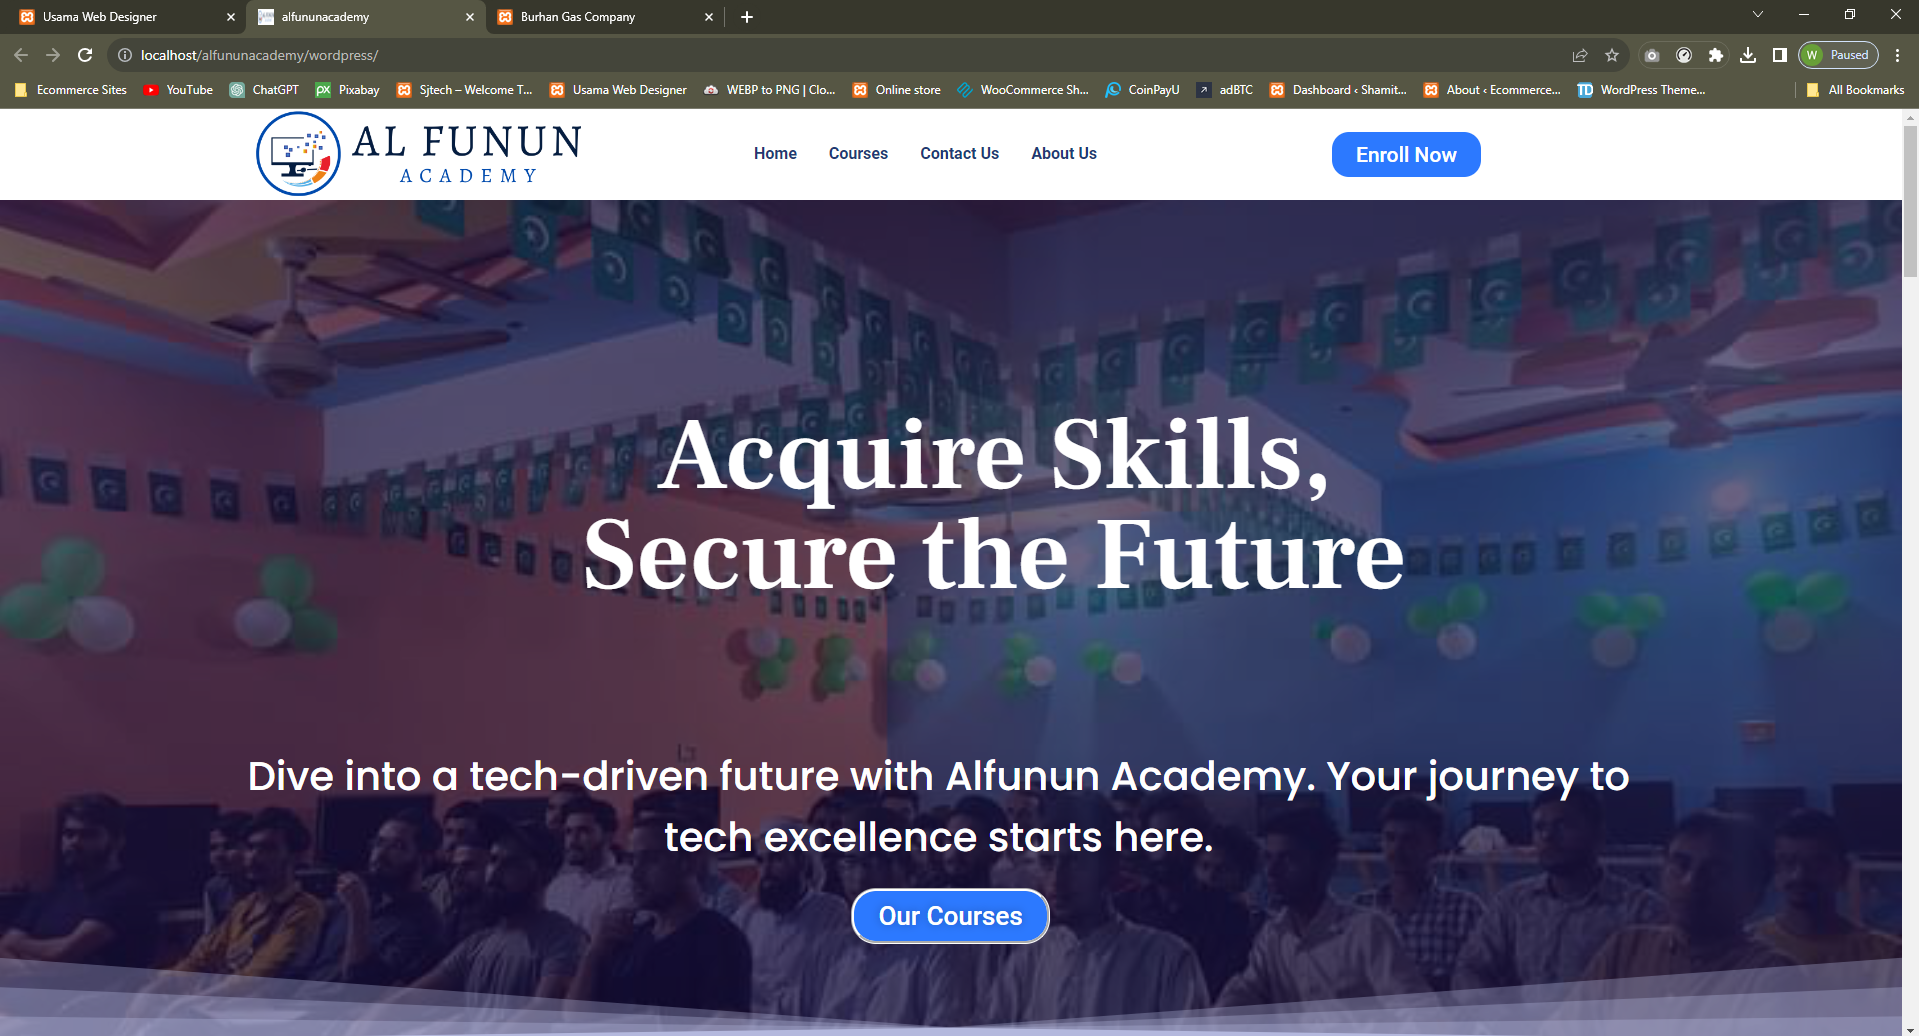 Usama Web Designer
alfununacademy
Burhan Gas Company
localhost/alfununacademy/wordpress/
W Paused
Ecommerce Sites
YouTube
ChatGPT
px Pixabay
Sjtech – Welcome T...
Usama Web Designer
WEBP to PNG | Clo...
Online store
WooCommerce Sh...
CoinPayU
adBTC
Dashboard ‹ Shamit...
About ‹ Ecommerce...
TD WordPress Theme...
All Bookmarks
AL FUNUN
ACADEMY
Home
Courses
Contact Us
About Us
Enroll Now
Acquire Skills,
Secure the Future
Dive into a tech-driven future with Alfunun Academy. Your journey to
tech excellence starts here.
Our Courses